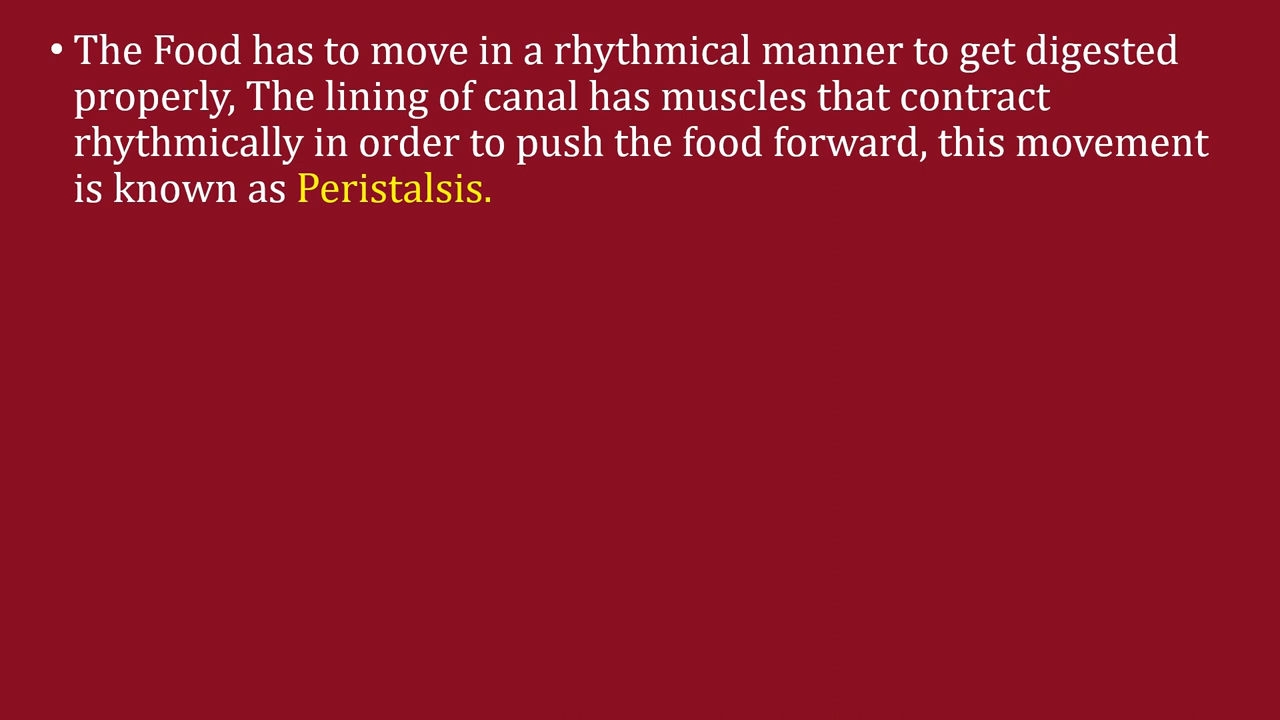 • The Food has to move in a rhythmical manner to get digested
properly, The lining of canal has muscles that contract
rhythmically in order to push the food forward, this movement
is known as Peristalsis.